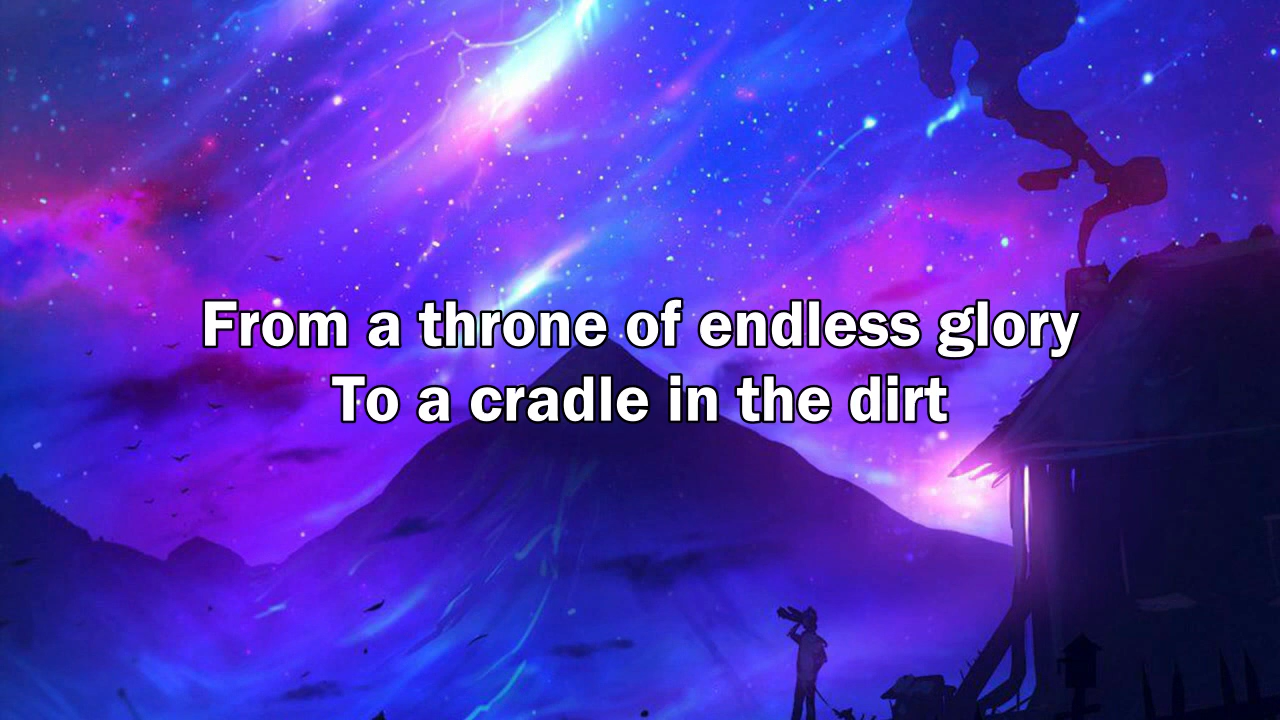 From a throne of endless glory
To a cradle in the dirt